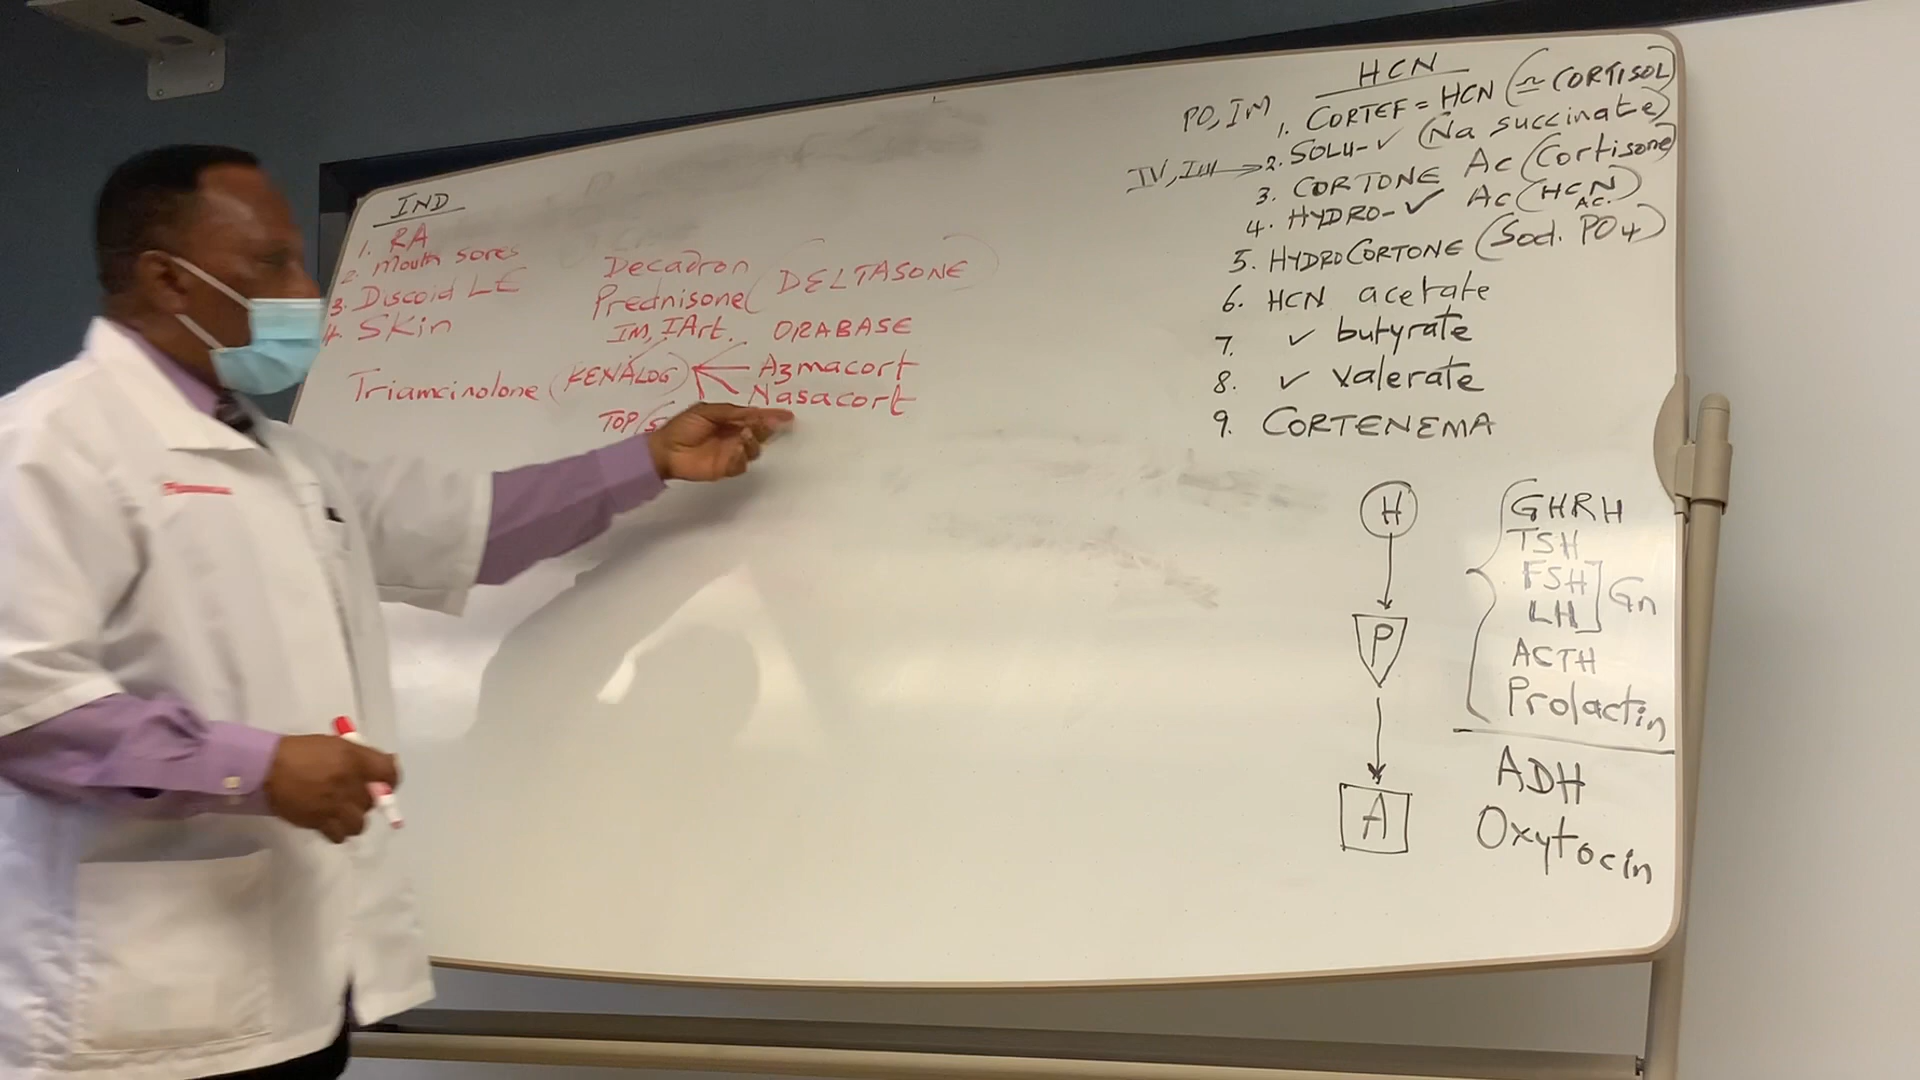 IND
1. RA
2. Mouth sores
3. Discoid LE
4. Skin
Decadron
Prednisone (DELTASONE)
IM, IArt. ORABASE
Triamcinolone (KENALOG) Azmacort
Nasacort
TOP (S
HCN
PO, IM 1. CORTEF = HCN (≃ CORTISOL)
IV, IM → 2. SOLU- ✓ (Na succinate)
3. CORTONE Ac (Cortisone)
4. HYDRO- ✓ Ac (HCN Ac.)
5. HYDROCORTONE (Sod. PO4)
6. HCN acetate
7. ✓ butyrate
8. ✓ valerate
9. CORTENEMA
H
P
A
GHRH
TSH
FSH
LH
Gn
ACTH
Prolactin
ADH
Oxytocin